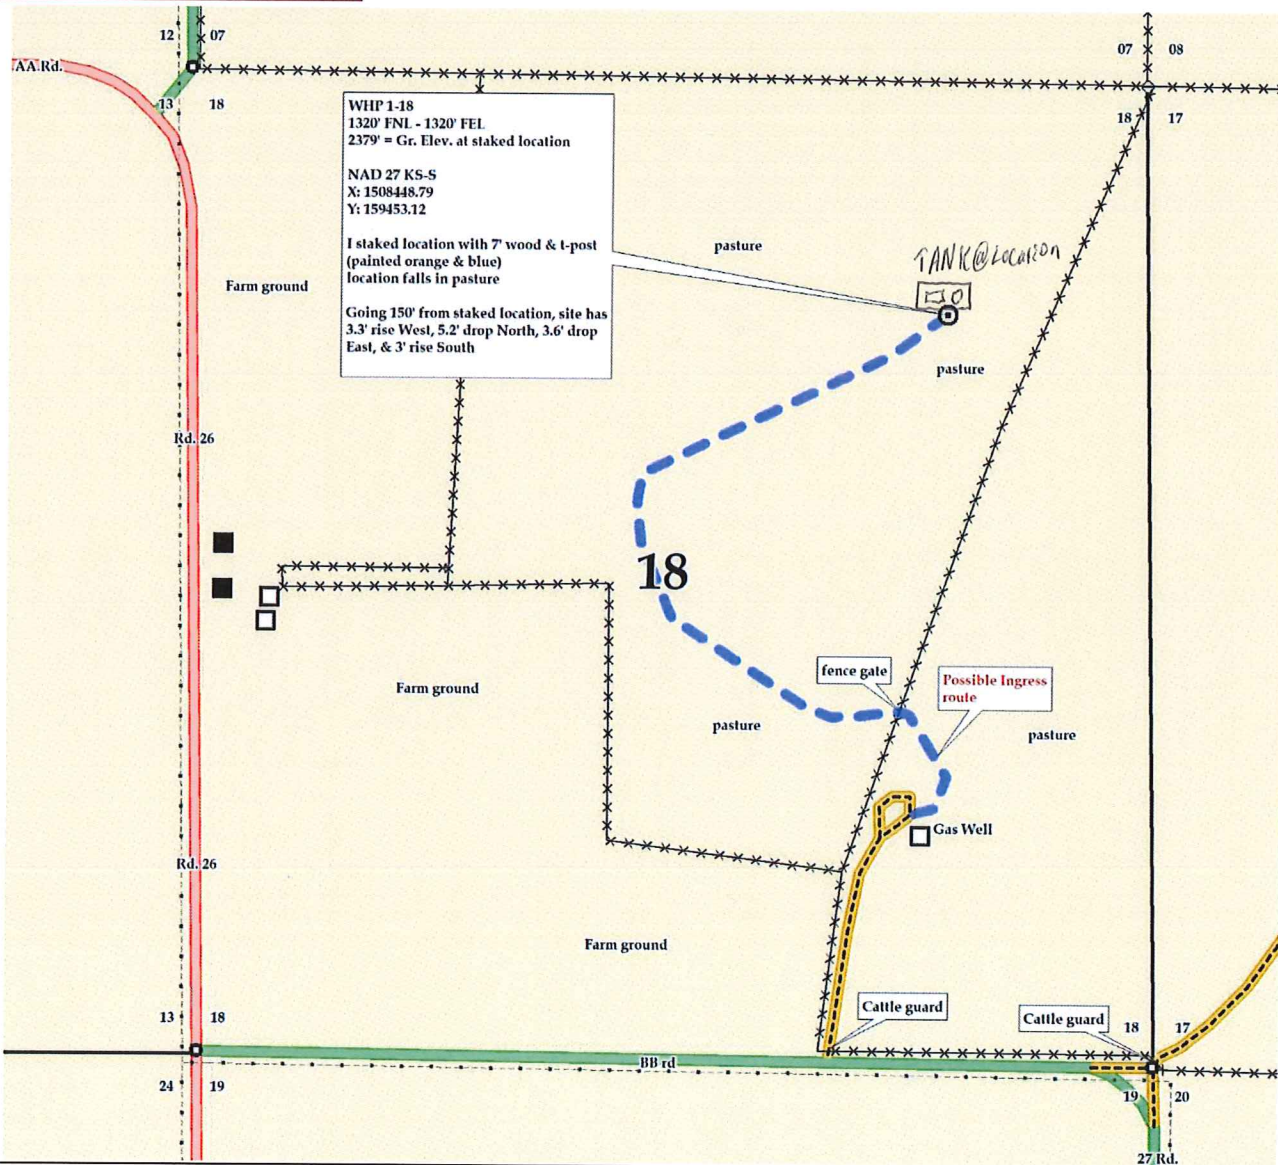 12 07
07 08
AA Rd.
13 18
18 17
WHP 1-18
1320' FNL - 1320' FEL
2379' = Gr. Elev. at staked location
NAD 27 KS-S
X: 1508448.79
Y: 159453.12
I staked location with 7' wood & t-post
(painted orange & blue)
location falls in pasture
Going 150' from staked location, site has
3.3' rise West, 5.2' drop North, 3.6' drop
East, & 3' rise South
pasture
TANK@LOCATION
Farm ground
pasture
Rd. 26
18
fence gate
Possible Ingress
route
Farm ground
pasture
pasture
Gas Well
Rd. 26
Farm ground
Cattle guard
Cattle guard
13 18
18 17
BB rd
24 19
19 20
27 Rd.